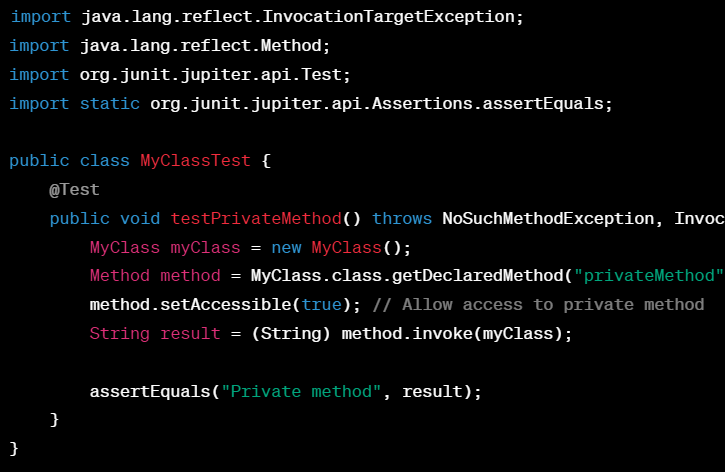 import java.lang.reflect.InvocationTargetException;
import java.lang.reflect.Method;
import org.junit.jupiter.api.Test;
import static org.junit.jupiter.api.Assertions.assertEquals;
public class MyClassTest {
@Test
public void testPrivateMethod() throws NoSuchMethodException, Invoc
MyClass myClass = new MyClass();
Method method = MyClass.class.getDeclaredMethod("privateMethod"
method.setAccessible(true); // Allow access to private method
String result = (String) method.invoke(myClass);
assertEquals("Private method", result);
}
}